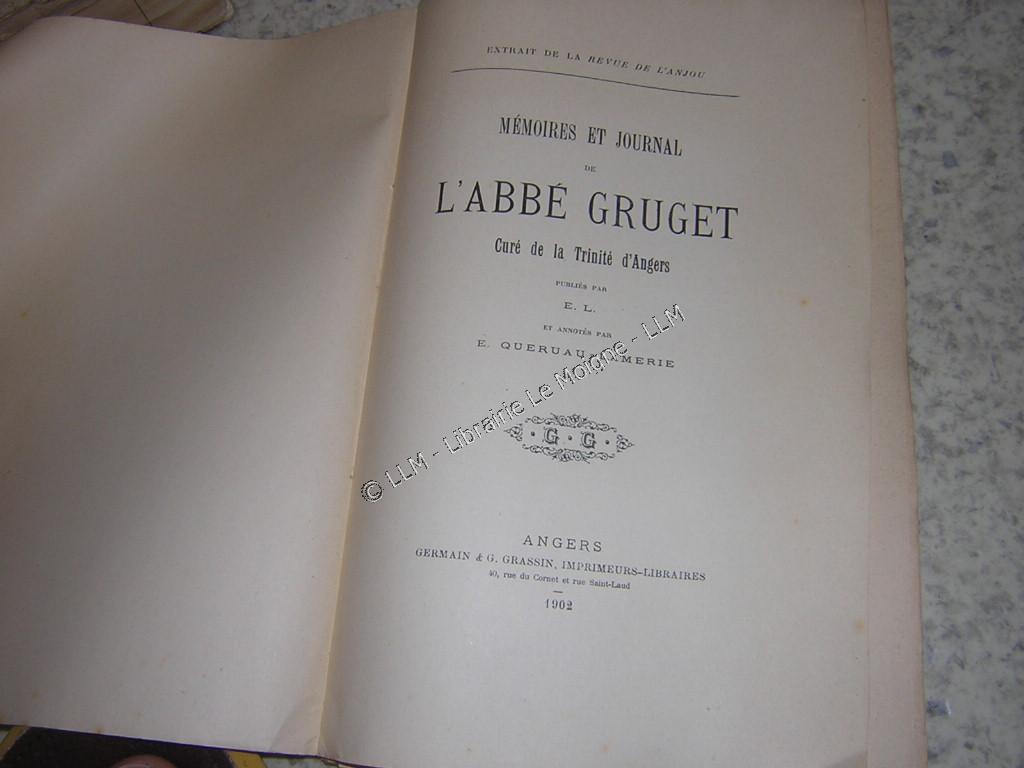 EXTRAIT DE LA REVUE DE L'ANJOU
MÉMOIRES ET JOURNAL
DE
L'ABBÉ GRUGET
Curé de la Trinité d'Angers
PUBLIÉS PAR
E. L.
ET ANNOTÉS PAR
E. MERIE
© LLM - Librairie Le Moigne - LLM
· G · G ·
ANGERS
GERMAIN & G. GRASSIN, IMPRIMEURS-LIBRAIRES
40, rue du Cornet et rue Saint-Laud
1902